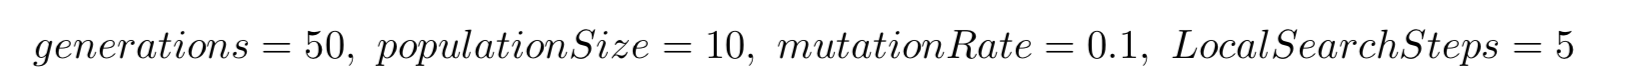 generations = 50, populationSize = 10, mutationRate = 0.1, LocalSearchSteps = 5